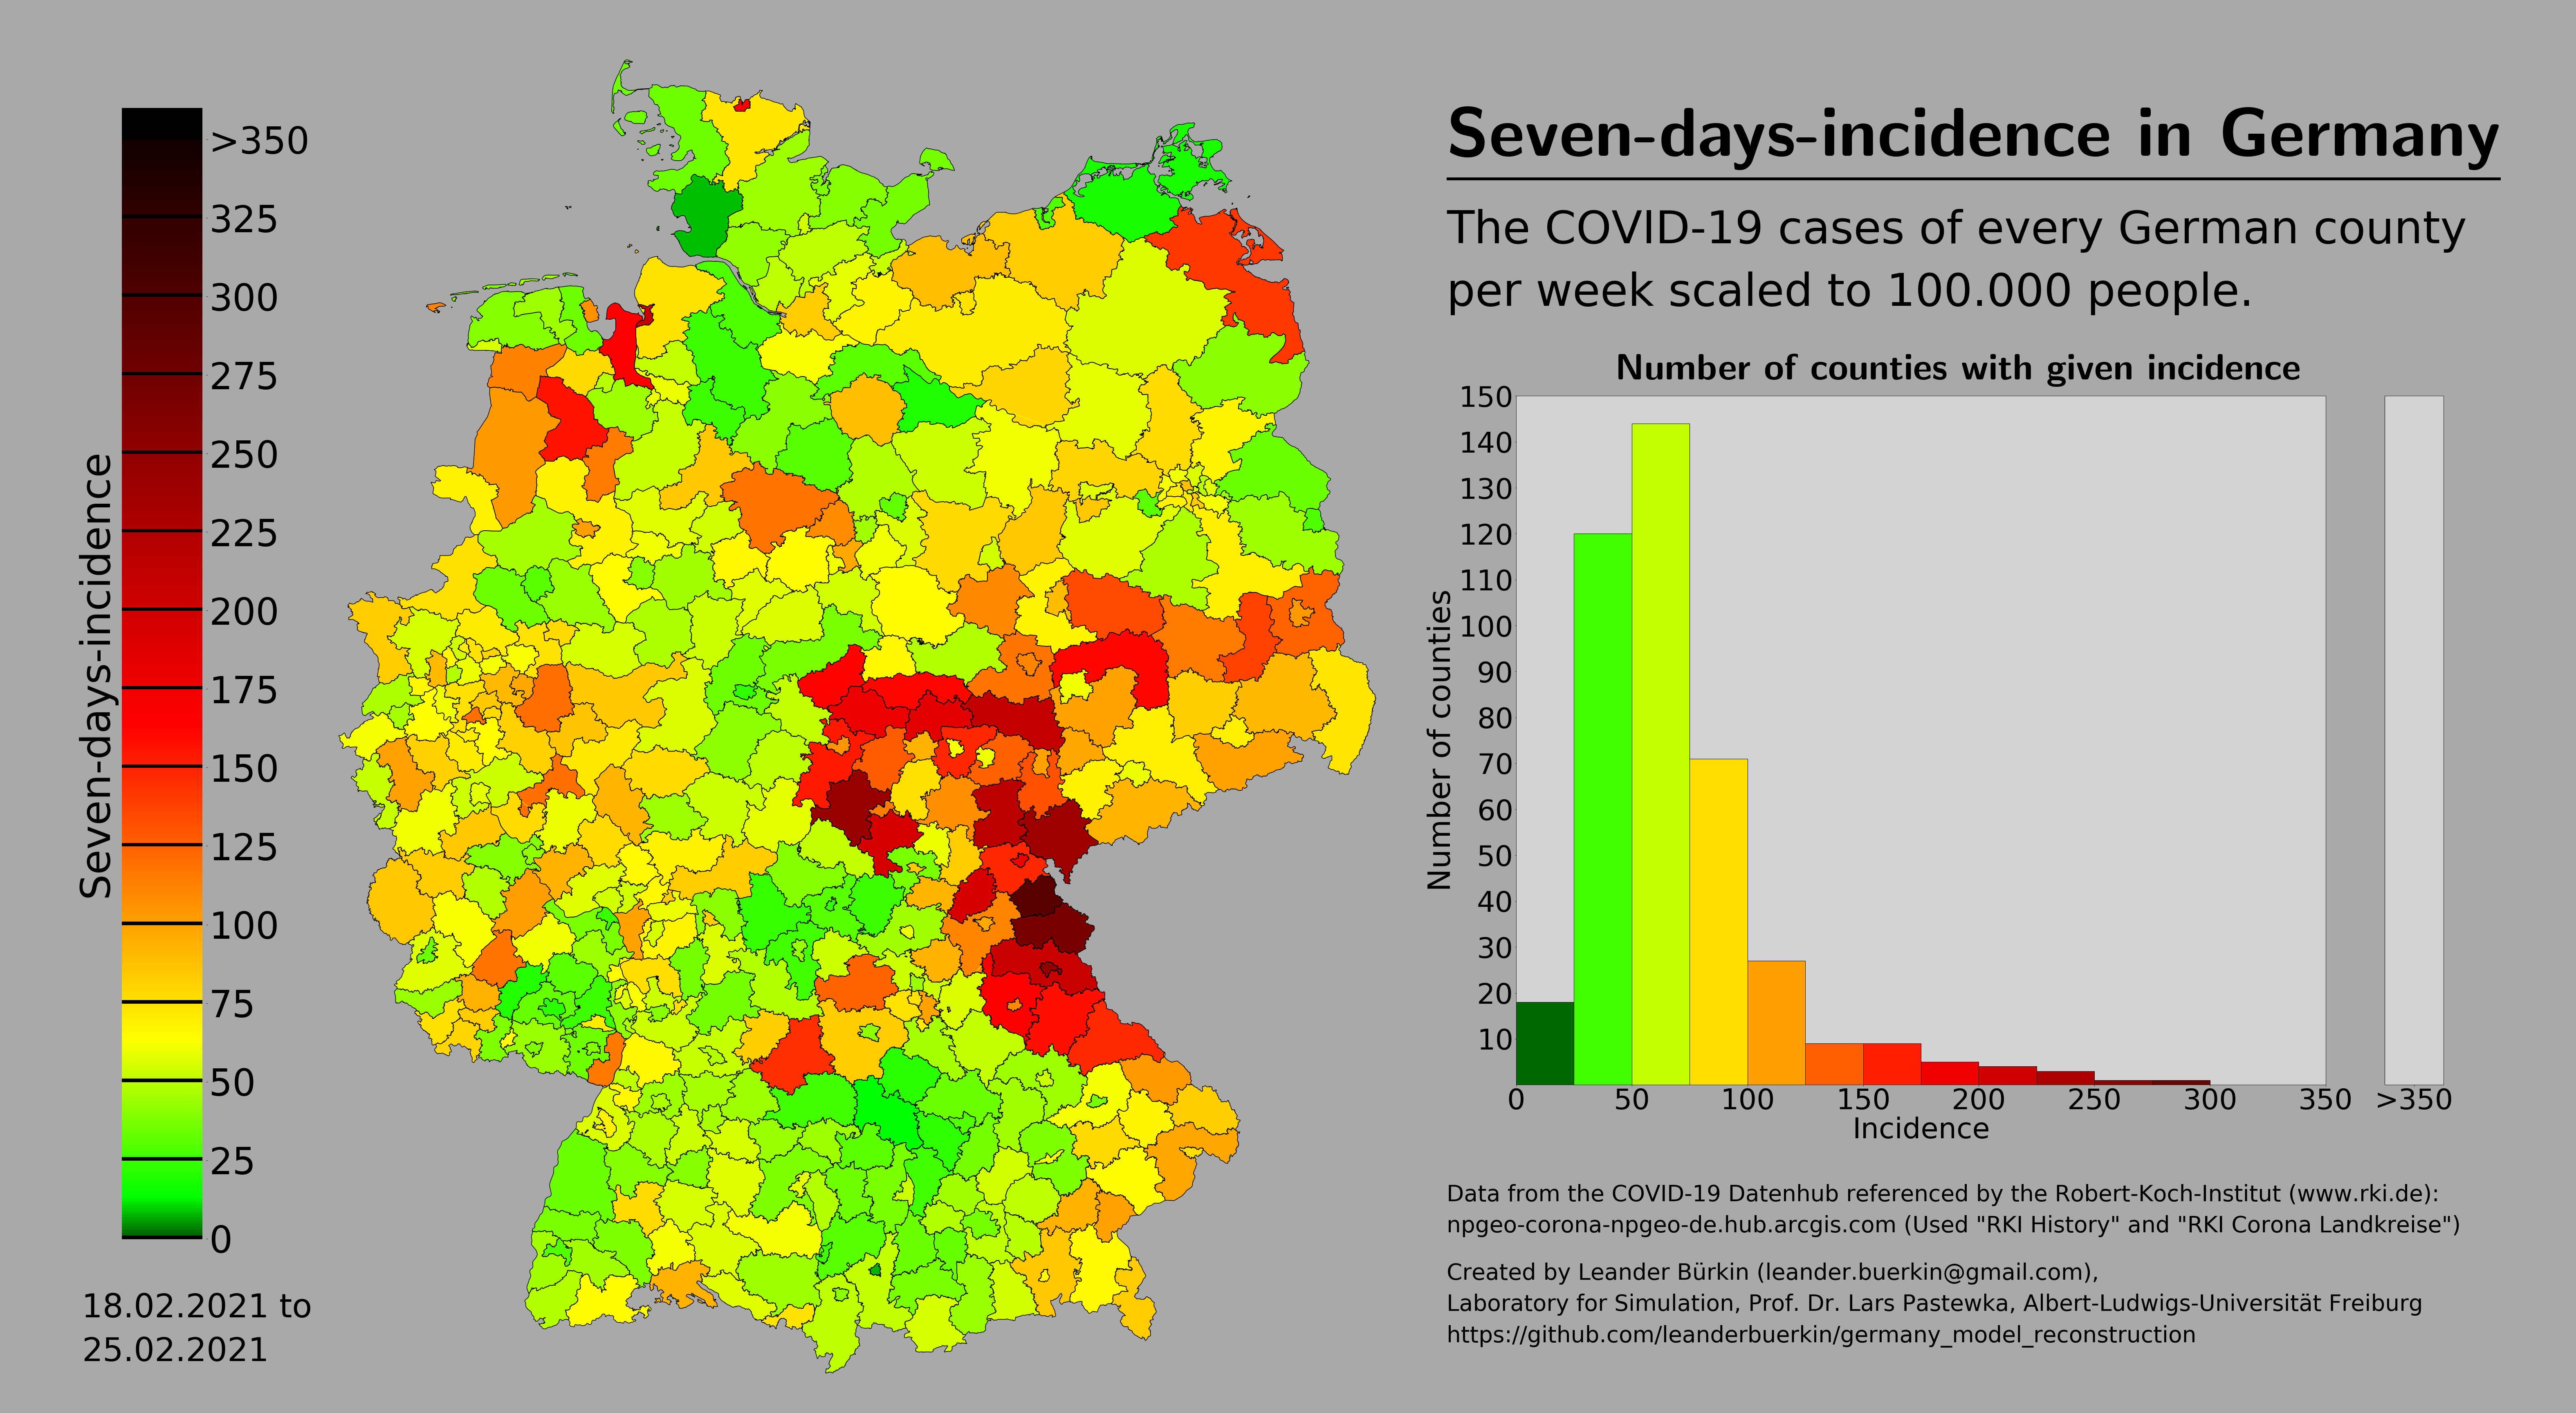 Seven-days-incidence in Germany
The COVID-19 cases of every German county
per week scaled to 100.000 people.
Seven-days-incidence
>350
325
300
275
250
225
200
175
150
125
100
75
50
25
0
18.02.2021 to
25.02.2021
Number of counties with given incidence
Number of counties
150
140
130
120
110
100
90
80
70
60
50
40
30
20
10
0 50 100 150 200 250 300 350 >350
Incidence
Data from the COVID-19 Datenhub referenced by the Robert-Koch-Institut (www.rki.de):
npgeo-corona-npgeo-de.hub.arcgis.com (Used "RKI History" and "RKI Corona Landkreise")
Created by Leander Bürkin (leander.buerkin@gmail.com),
Laboratory for Simulation, Prof. Dr. Lars Pastewka, Albert-Ludwigs-Universität Freiburg
https://github.com/leanderbuerkin/germany_model_reconstruction